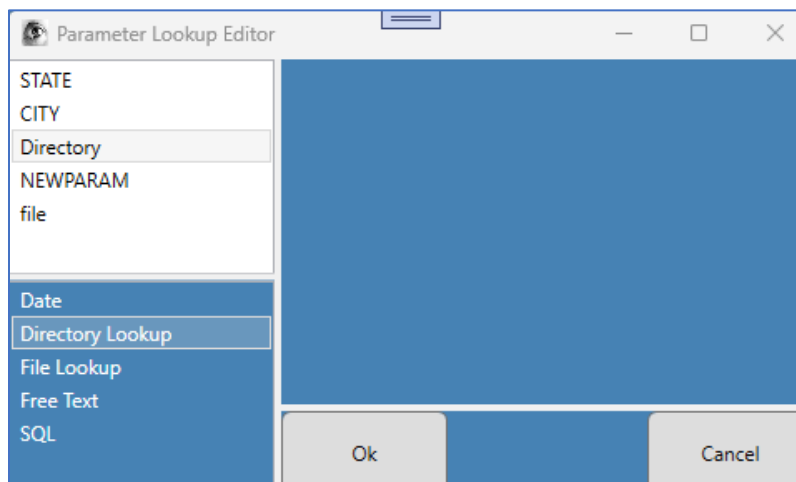 Parameter Lookup Editor
STATE
CITY
Directory
NEWPARAM
file
Date
Directory Lookup
File Lookup
Free Text
SQL
Ok
Cancel